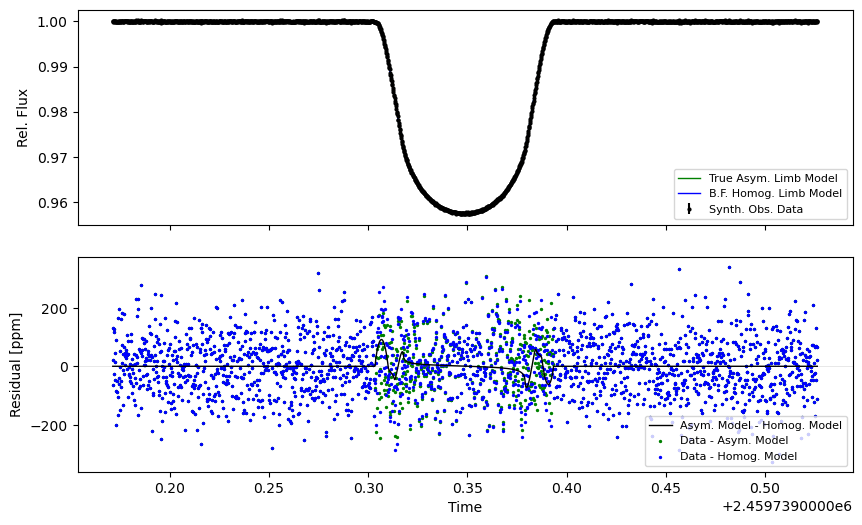 1.00
0.99
0.98
0.97
0.96
Rel. Flux
True Asym. Limb Model
B.F. Homog. Limb Model
Synth. Obs. Data
200
0
−200
Residual [ppm]
Asym. Model - Homog. Model
Data - Asym. Model
Data - Homog. Model
0.20
0.25
0.30
0.35
0.40
0.45
0.50
Time
+2.4597390000e6